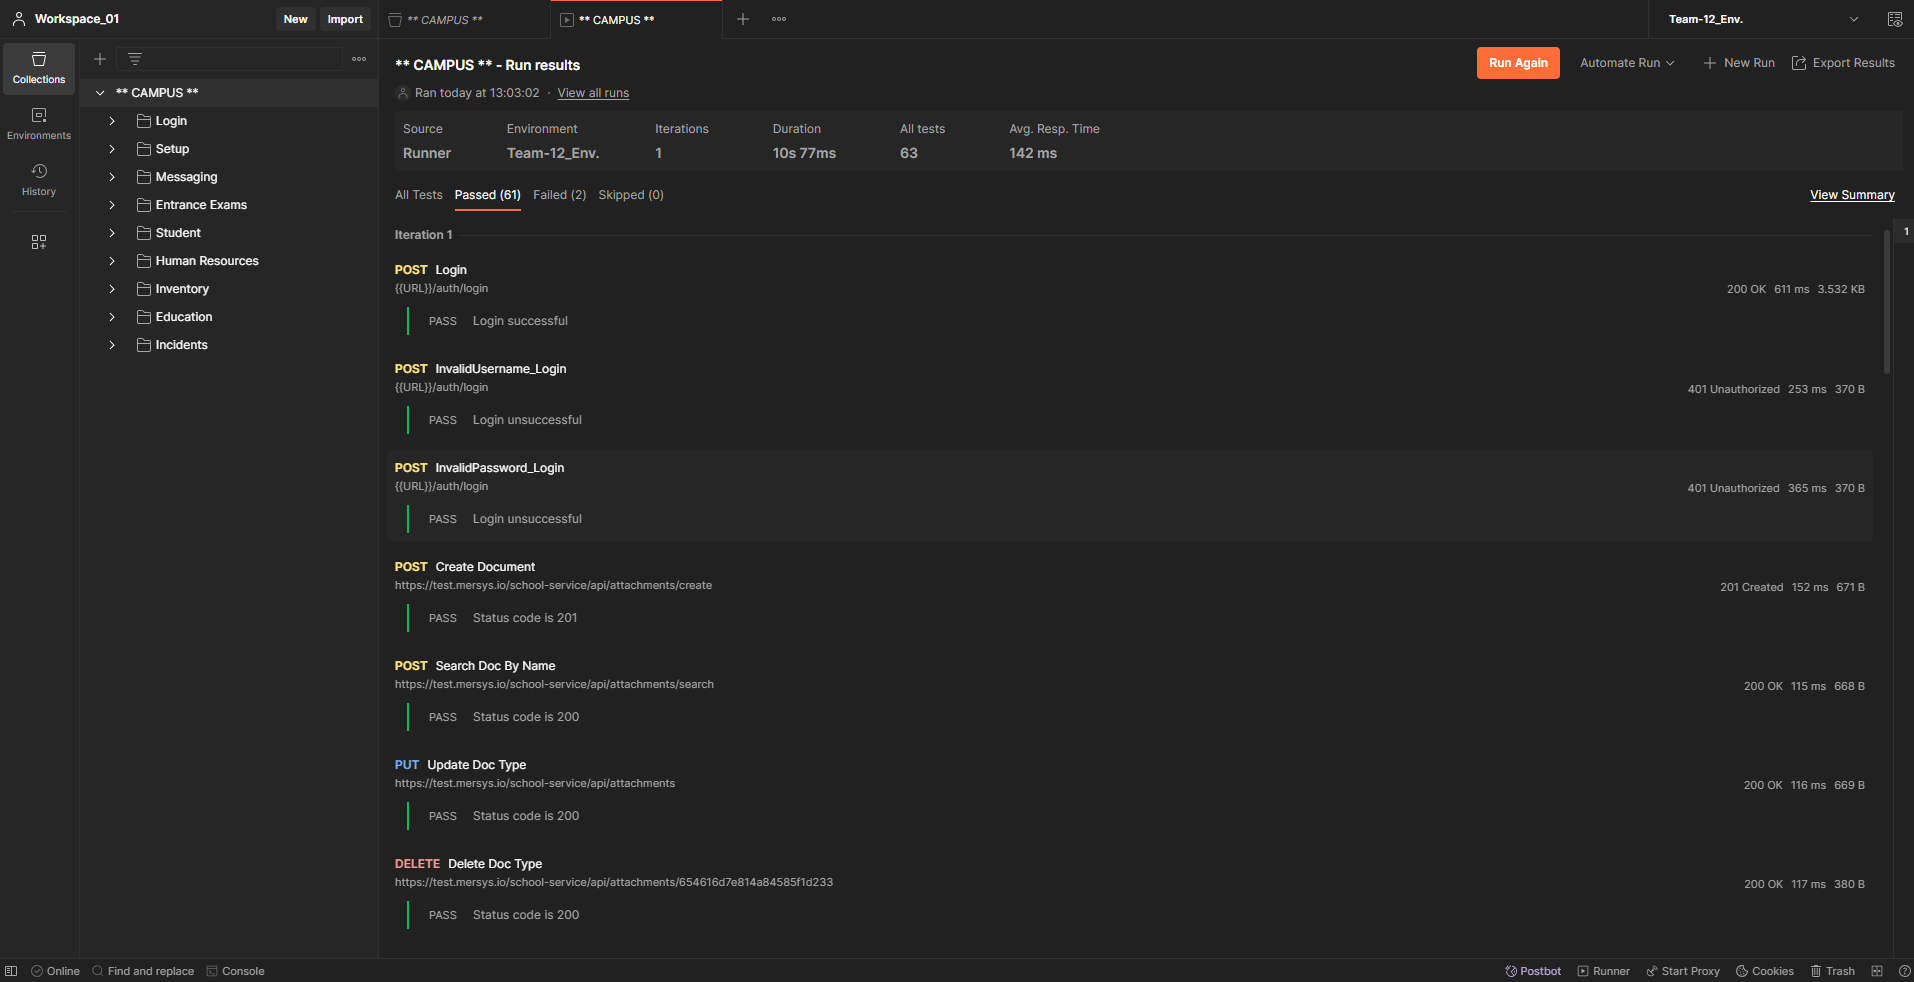 Workspace_01
New
Import
** CAMPUS **
** CAMPUS **
Team-12_Env.
Collections
Environments
History
** CAMPUS **
Login
Setup
Messaging
Entrance Exams
Student
Human Resources
Inventory
Education
Incidents
** CAMPUS ** - Run results
Run Again
Automate Run
New Run
Export Results
Ran today at 13:03:02 · View all runs
Source Environment Iterations Duration All tests Avg. Resp. Time
Runner Team-12_Env. 1 10s 77ms 63 142 ms
All Tests Passed (61) Failed (2) Skipped (0)
View Summary
Iteration 1
1
POST Login
{{URL}}/auth/login
200 OK 611 ms 3.532 KB
PASS Login successful
POST InvalidUsername_Login
{{URL}}/auth/login
401 Unauthorized 253 ms 370 B
PASS Login unsuccessful
POST InvalidPassword_Login
{{URL}}/auth/login
401 Unauthorized 365 ms 370 B
PASS Login unsuccessful
POST Create Document
https://test.mersys.io/school-service/api/attachments/create
201 Created 152 ms 671 B
PASS Status code is 201
POST Search Doc By Name
https://test.mersys.io/school-service/api/attachments/search
200 OK 115 ms 668 B
PASS Status code is 200
PUT Update Doc Type
https://test.mersys.io/school-service/api/attachments
200 OK 116 ms 669 B
PASS Status code is 200
DELETE Delete Doc Type
https://test.mersys.io/school-service/api/attachments/654616d7e814a84585f1d233
200 OK 117 ms 380 B
PASS Status code is 200
Online
Find and replace
Console
Postbot
Runner
Start Proxy
Cookies
Trash